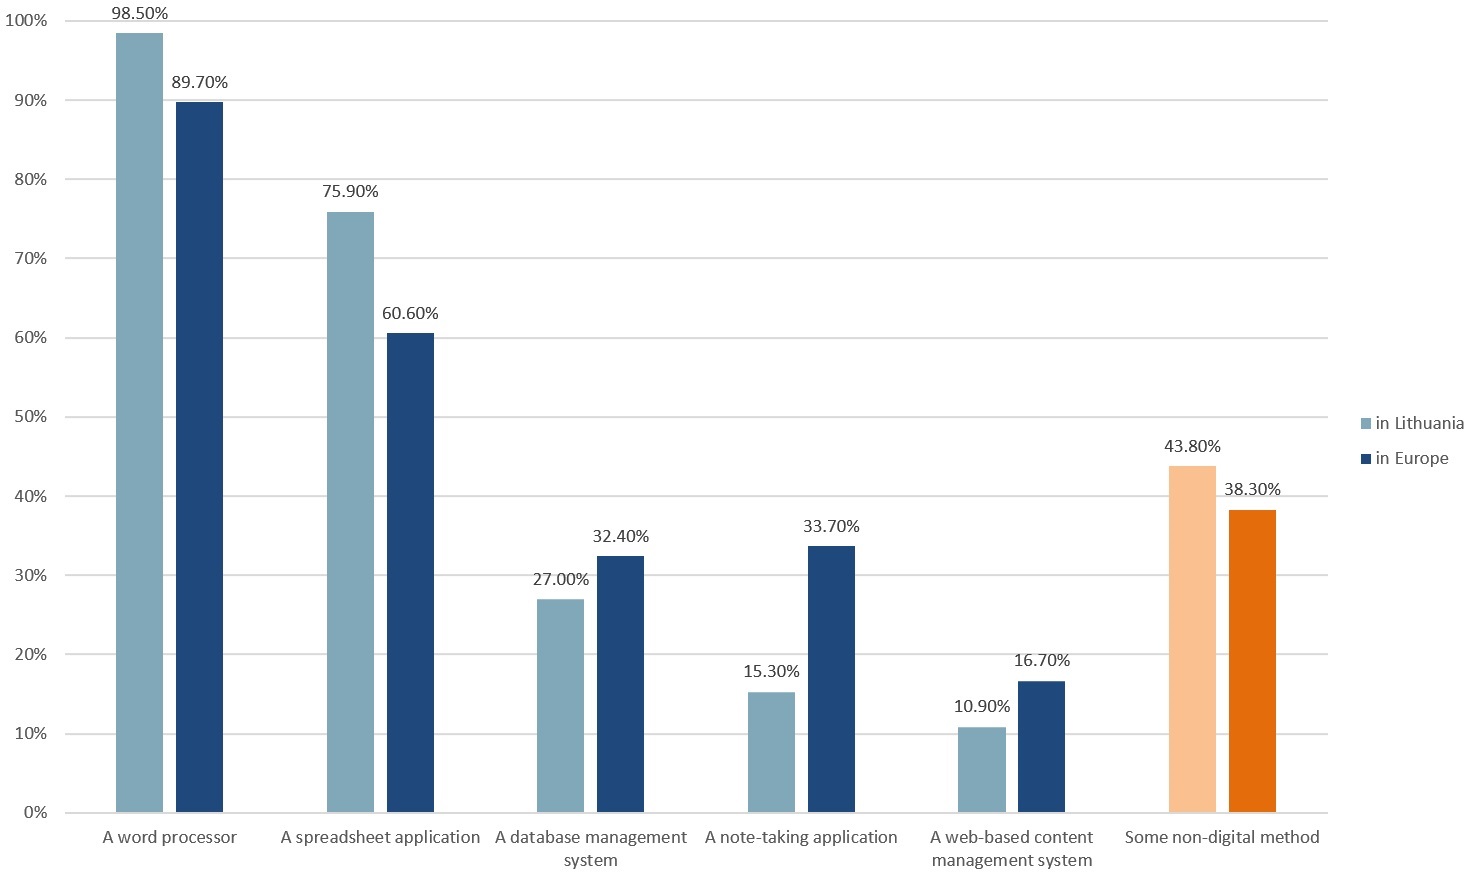 100%
90%
80%
70%
60%
50%
40%
30%
20%
10%
0%
98.50%
89.70%
75.90%
60.60%
27.00%
32.40%
15.30%
33.70%
10.90%
16.70%
43.80%
38.30%
A word processor
A spreadsheet application
A database management
system
A note-taking application
A web-based content
management system
Some non-digital method
in Lithuania
in Europe